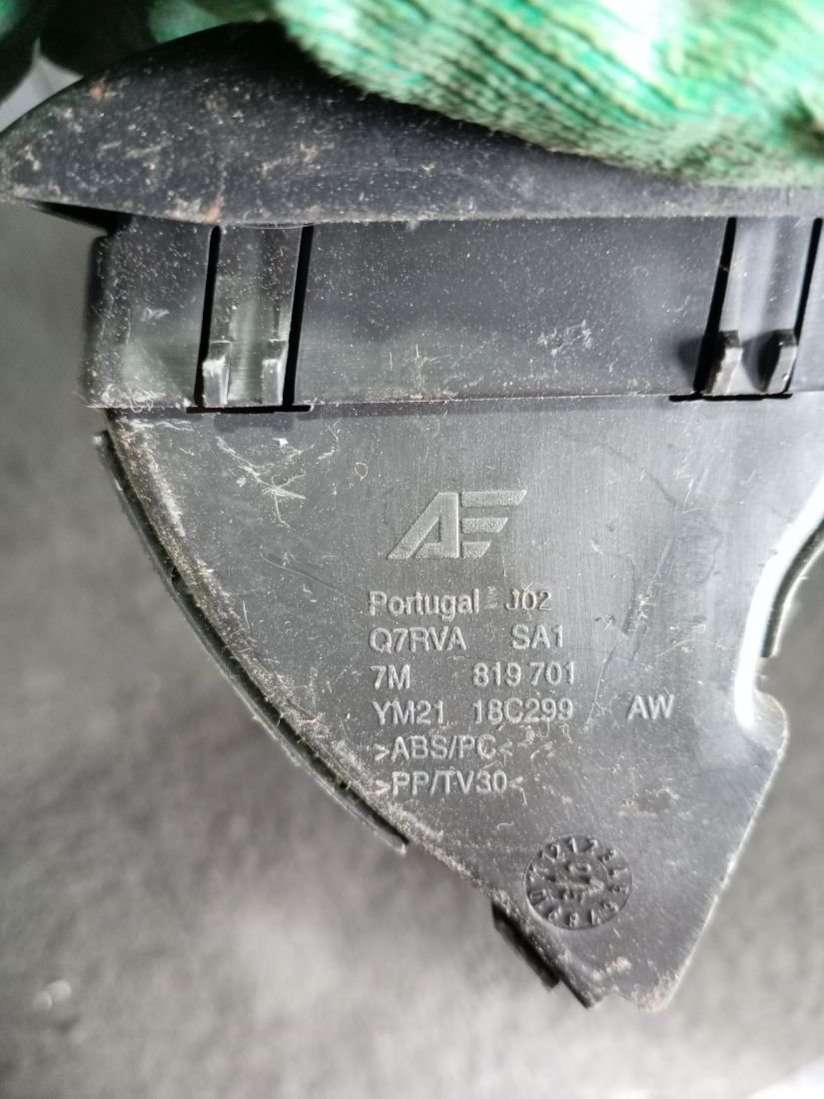 AF
Portugal J02
Q7RVA SA1
7M 819 701
YM21 18C299 AW
>ABS/PC<
>PP/TV30<